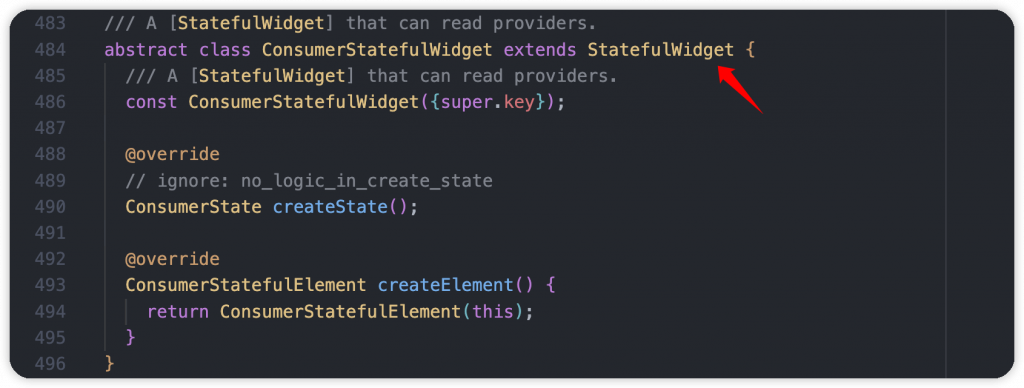 483 /// A [StatefulWidget] that can read providers.
484 abstract class ConsumerStatefulWidget extends StatefulWidget {
485   /// A [StatefulWidget] that can read providers.
486   const ConsumerStatefulWidget({super.key});
487
488   @override
489   // ignore: no_logic_in_create_state
490   ConsumerState createState();
491
492   @override
493   ConsumerStatefulElement createElement() {
494     return ConsumerStatefulElement(this);
495   }
496 }